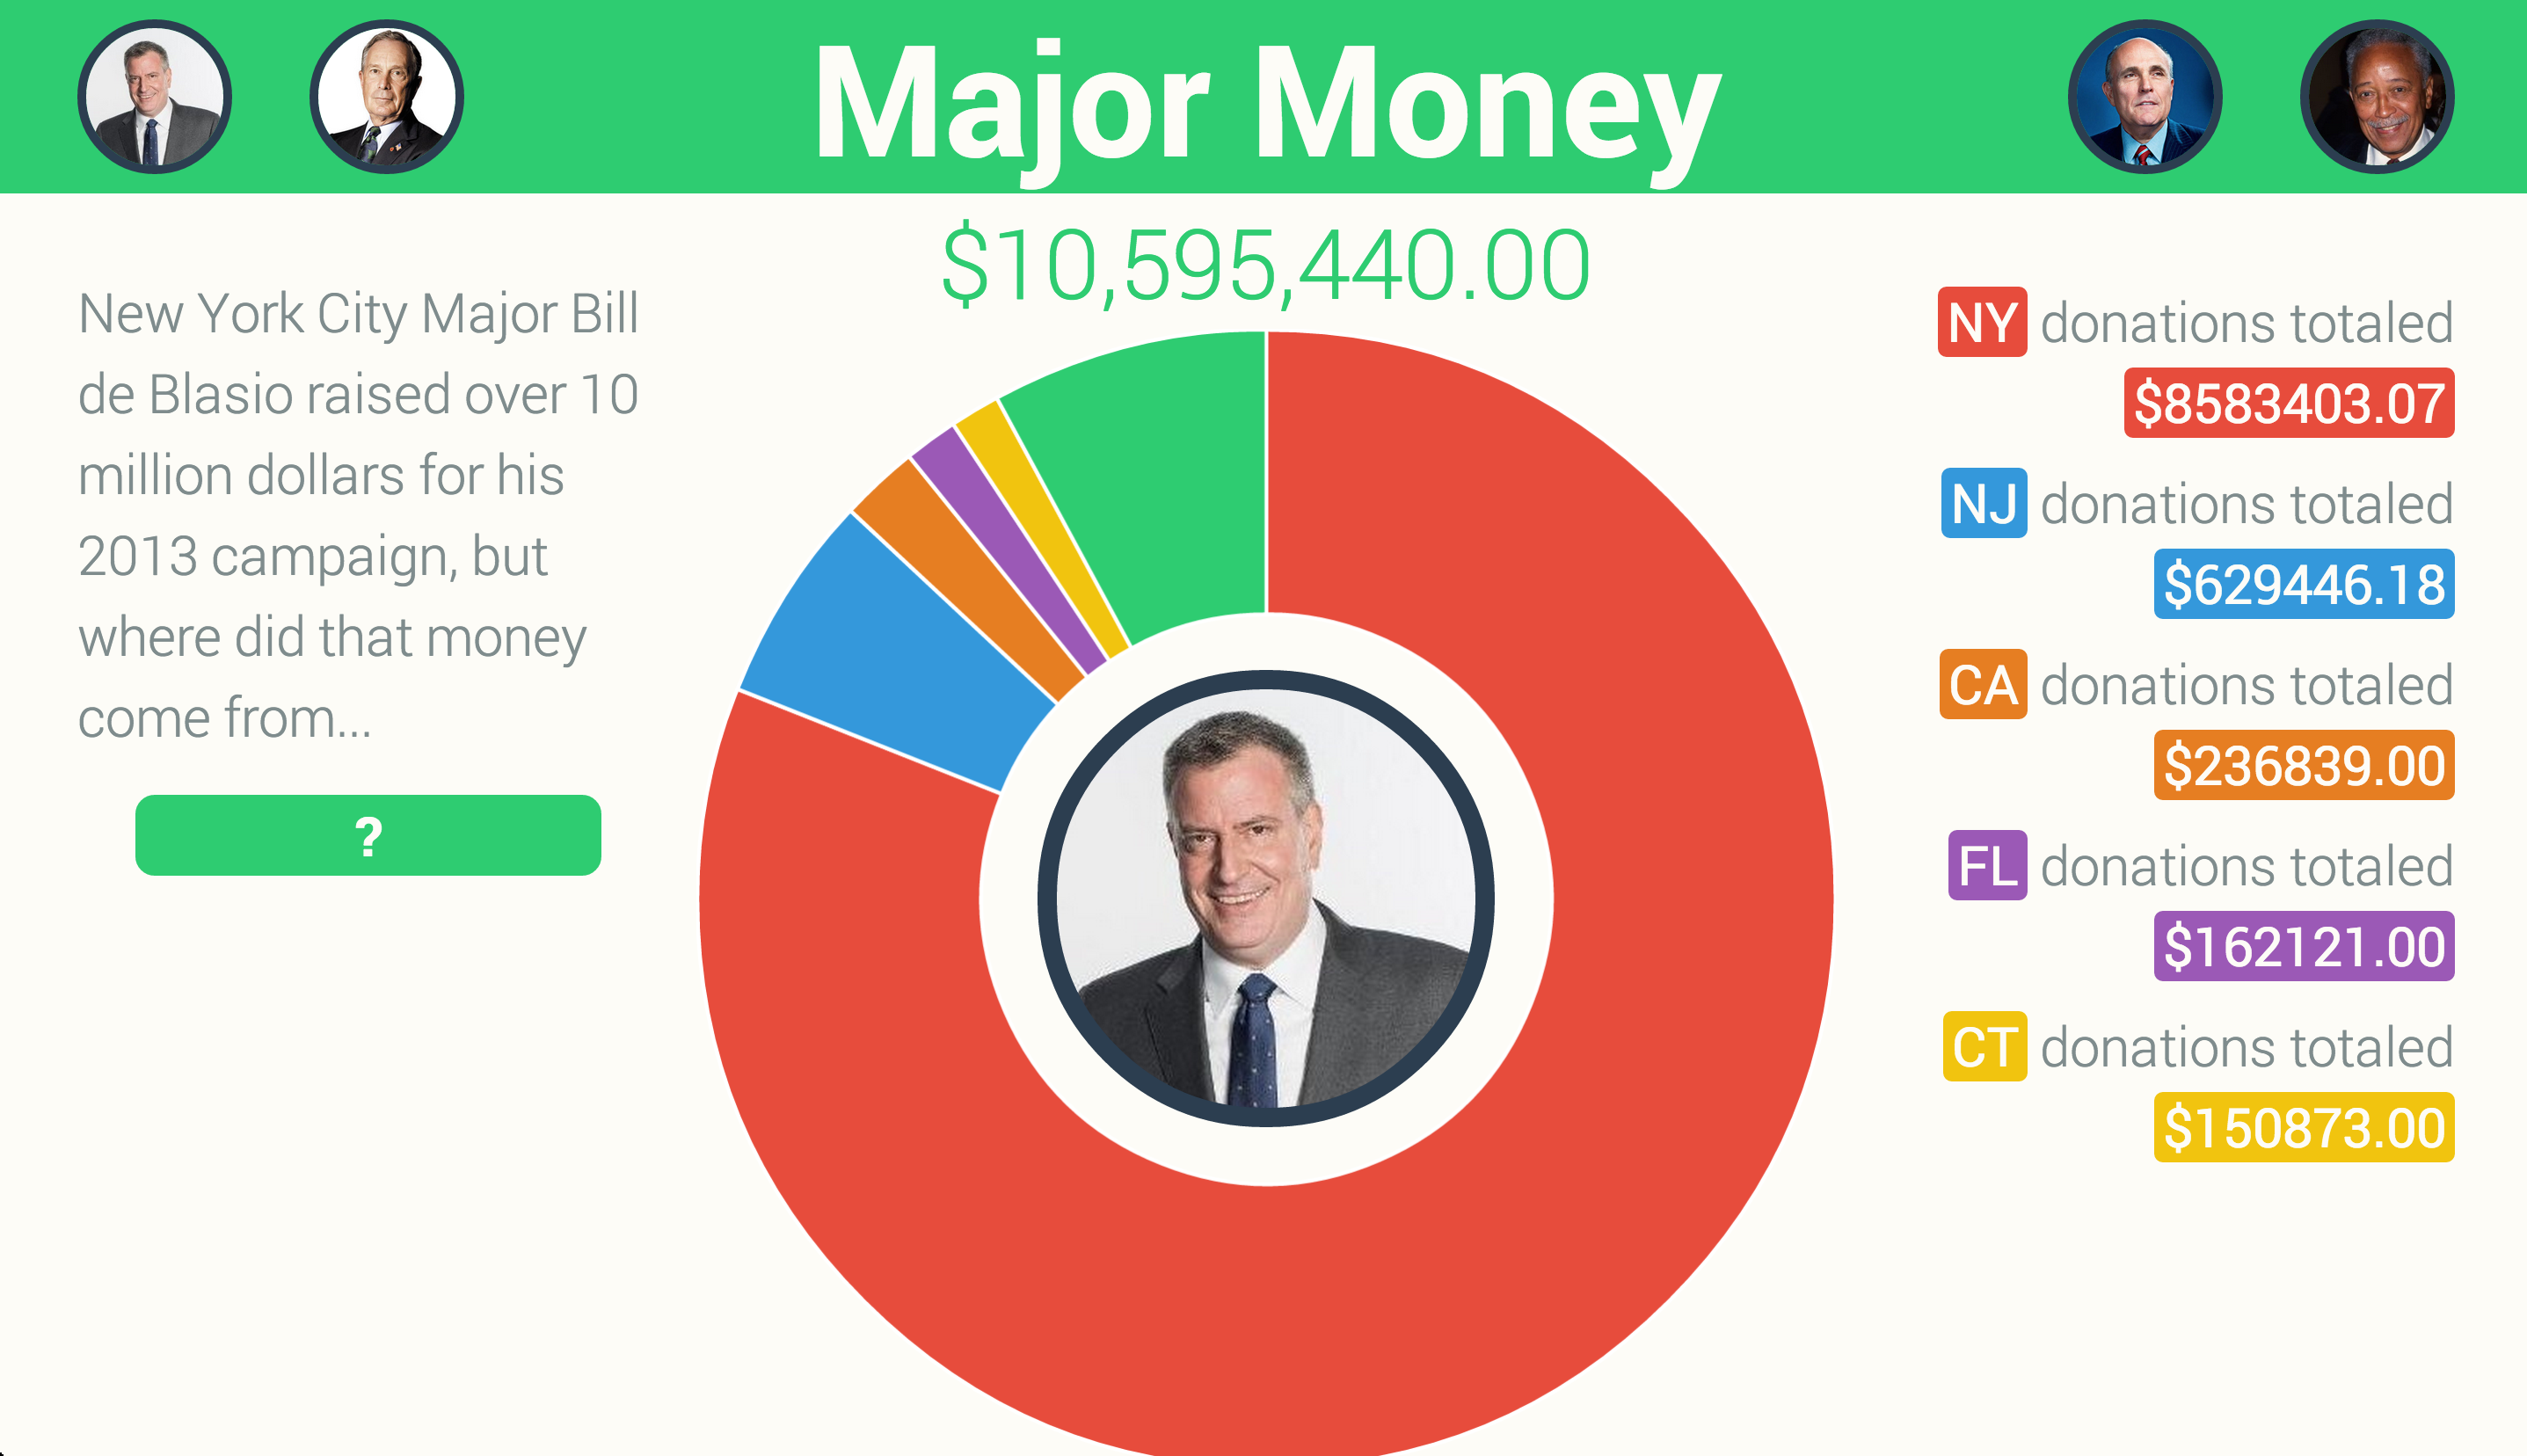 Major Money
$10,595,440.00
New York City Major Bill
de Blasio raised over 10
million dollars for his
2013 campaign, but
where did that money
come from...
?
NY donations totaled
$8583403.07
NJ donations totaled
$629446.18
CA donations totaled
$236839.00
FL donations totaled
$162121.00
CT donations totaled
$150873.00